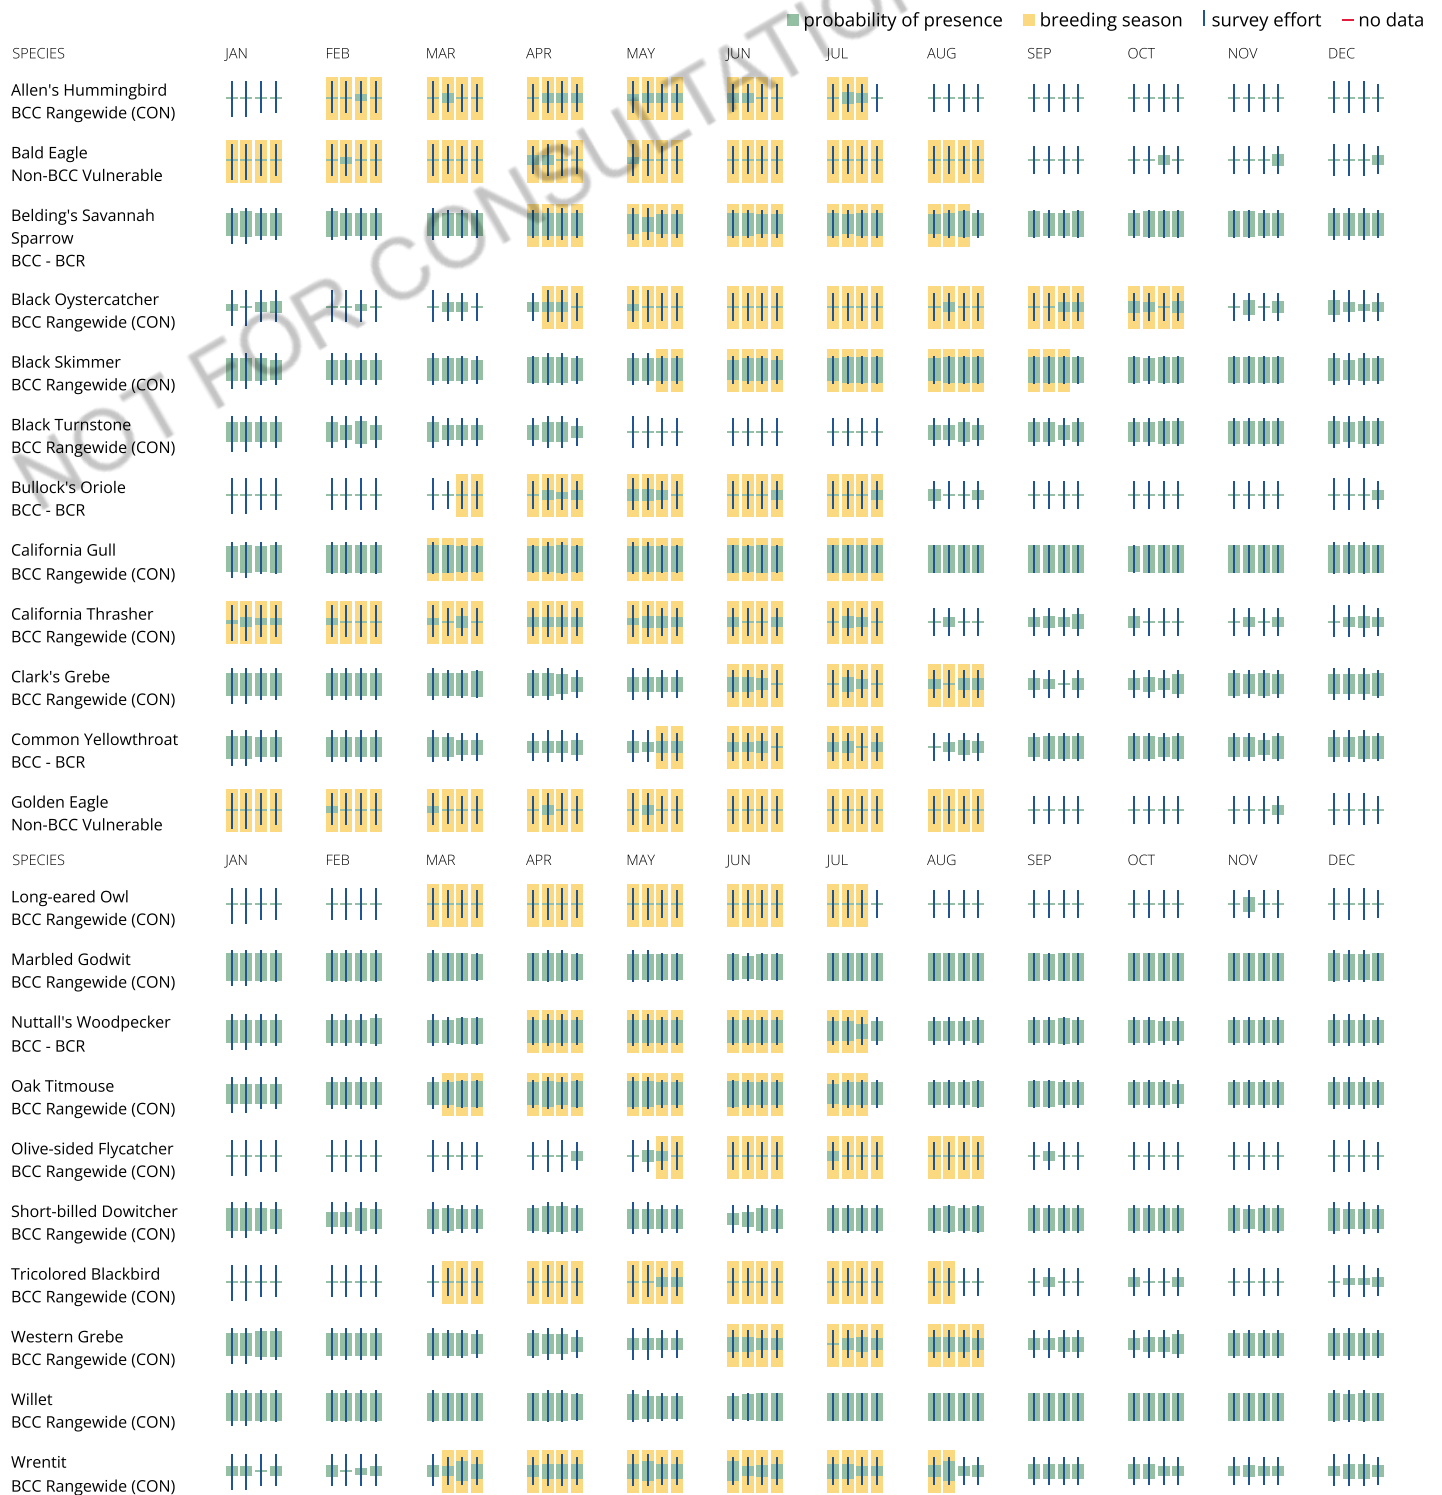 probability of presence breeding season survey effort no data
SPECIES JAN FEB MAR APR MAY JUN JUL AUG SEP OCT NOV DEC
Allen's Hummingbird
BCC Rangewide (CON)
Bald Eagle
Non-BCC Vulnerable
Belding's Savannah
Sparrow
BCC - BCR
Black Oystercatcher
BCC Rangewide (CON)
Black Skimmer
BCC Rangewide (CON)
Black Turnstone
BCC Rangewide (CON)
Bullock's Oriole
BCC - BCR
California Gull
BCC Rangewide (CON)
California Thrasher
BCC Rangewide (CON)
Clark's Grebe
BCC Rangewide (CON)
Common Yellowthroat
BCC - BCR
Golden Eagle
Non-BCC Vulnerable
SPECIES JAN FEB MAR APR MAY JUN JUL AUG SEP OCT NOV DEC
Long-eared Owl
BCC Rangewide (CON)
Marbled Godwit
BCC Rangewide (CON)
Nuttall's Woodpecker
BCC - BCR
Oak Titmouse
BCC Rangewide (CON)
Olive-sided Flycatcher
BCC Rangewide (CON)
Short-billed Dowitcher
BCC Rangewide (CON)
Tricolored Blackbird
BCC Rangewide (CON)
Western Grebe
BCC Rangewide (CON)
Willet
BCC Rangewide (CON)
Wrentit
BCC Rangewide (CON)
NOT FOR CONSULTATION